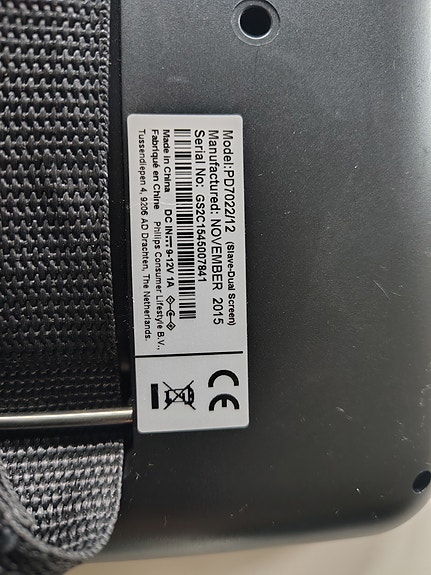 Model:PD7022/12 (Slave-Dual Screen)
Manufactured: NOVEMBER 2015
Serial No: GS2C1545007841
Made in China DC IN: 9-12V 1A
Fabriqué en Chine Philips Consumer Lifestyle B.V.,
Tussendiepen 4, 9206 AD Drachten, The Netherlands.
CE